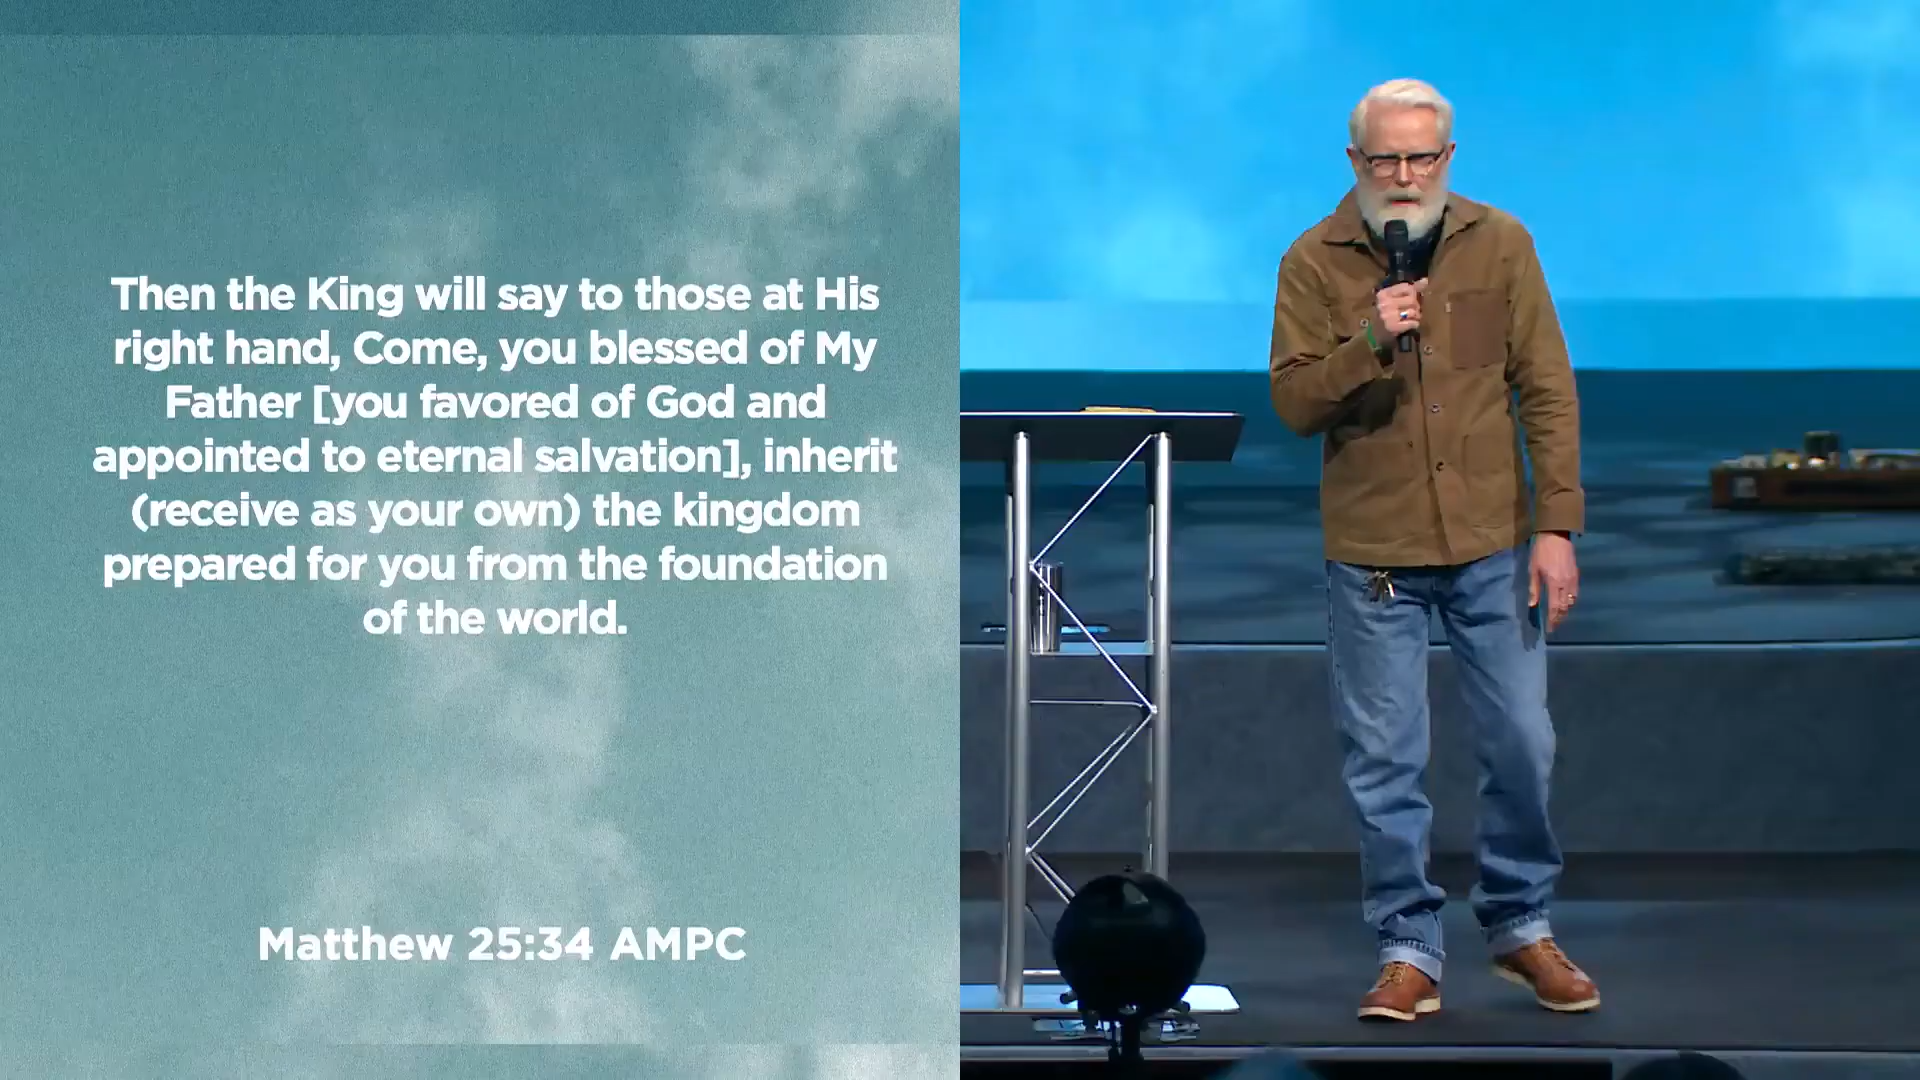 Then the King will say to those at His
right hand, Come, you blessed of My
Father [you favored of God and
appointed to eternal salvation], inherit
(receive as your own) the kingdom
prepared for you from the foundation
of the world.
Matthew 25:34 AMPC